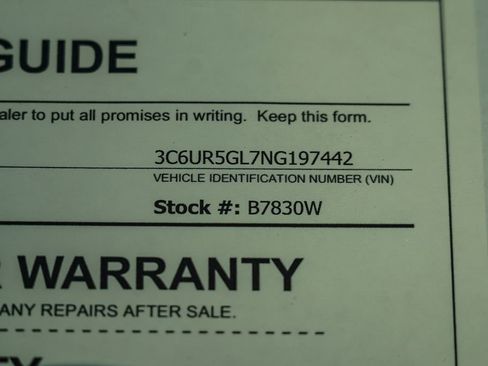 GUIDE
aler to put all promises in writing. Keep this form.
3C6UR5GL7NG197442
VEHICLE IDENTIFICATION NUMBER (VIN)
Stock #: B7830W
R WARRANTY
ANY REPAIRS AFTER SALE.
TY